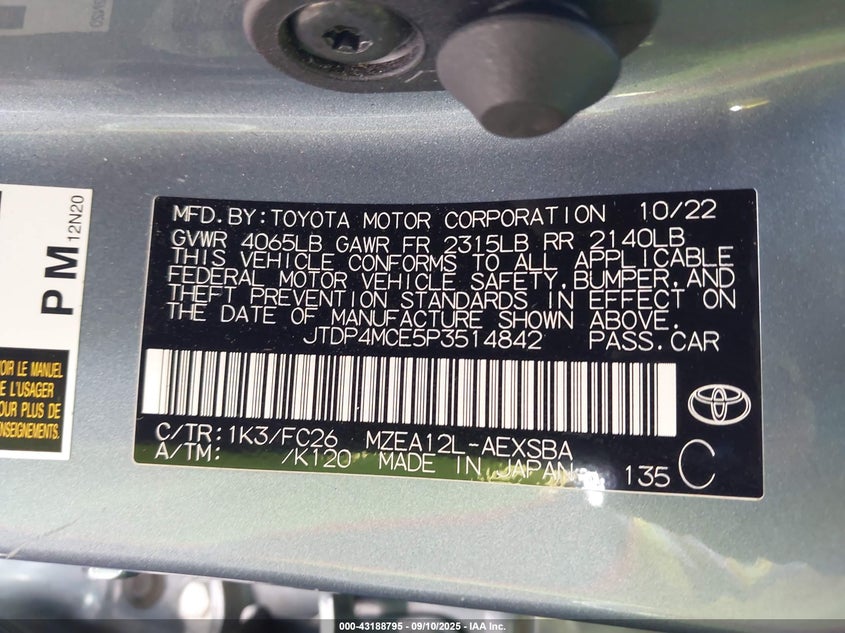 MFD.BY:TOYOTA MOTOR CORPORATION 10/22
GVWR 4065LB GAWR FR 2315LB RR 2140LB
THIS VEHICLE CONFORMS TO ALL APPLICABLE
FEDERAL MOTOR VEHICLE SAFETY,BUMPER,AND
THEFT PREVENTION STANDARDS IN EFFECT ON
THE DATE OF MANUFACTURE SHOWN ABOVE.
JTDP4MCE5P3514842 PASS.CAR
C/TR:1K3/FC26 MZEA12L-AEXSBA
A/TM: /K120 MADE IN JAPAN 135 C
PM 12N20
OIR LE MANUEL
L'USAGER
OUR PLUS DE
ENSEIGNEMENTS.
000-43188795 - 09/10/2025 - IAA Inc.